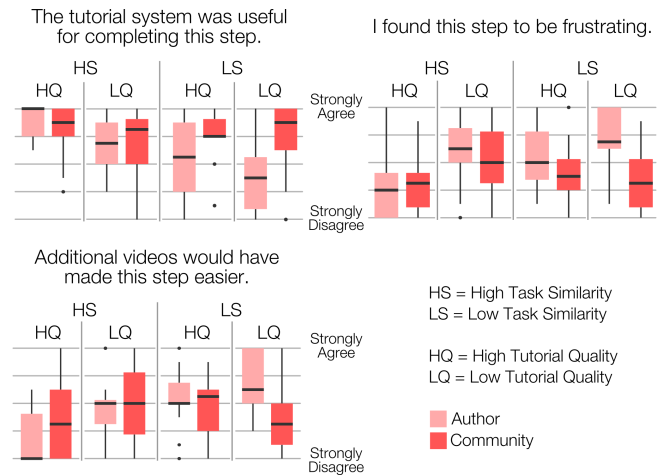 The tutorial system was useful
for completing this step.
HS
LS
HQ
LQ
HQ
LQ
Strongly
Agree
Strongly
Disagree
I found this step to be frustrating.
HS
LS
HQ
LQ
HQ
LQ
Additional videos would have
made this step easier.
HS
LS
HQ
LQ
HQ
LQ
Strongly
Agree
Strongly
Disagree
HS = High Task Similarity
LS = Low Task Similarity
HQ = High Tutorial Quality
LQ = Low Tutorial Quality
Author
Community